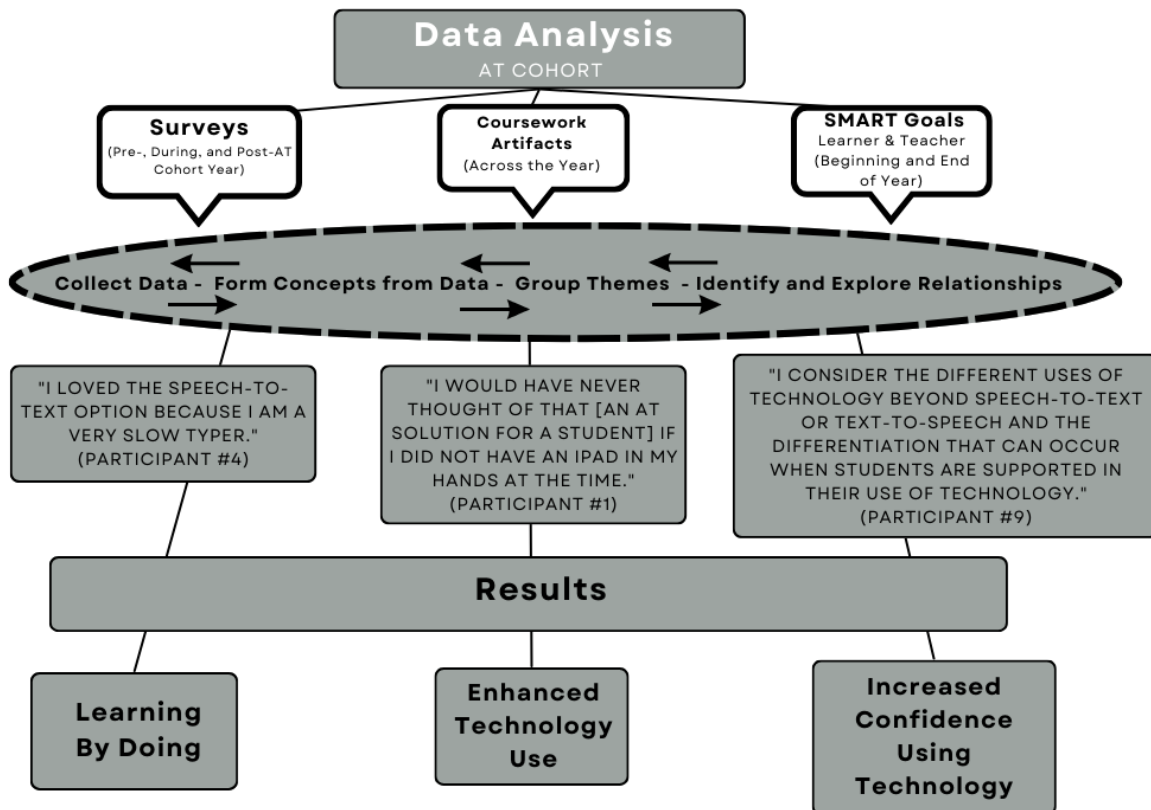 Data Analysis
AT COHORT
Surveys
(Pre-, During, and Post-AT
Cohort Year)
Coursework
Artifacts
(Across the Year)
SMART Goals
Learner & Teacher
(Beginning and End
of Year)
Collect Data - Form Concepts from Data - Group Themes - Identify and Explore Relationships
"I LOVED THE SPEECH-TO-
TEXT OPTION BECAUSE I AM A
VERY SLOW TYPER."
(PARTICIPANT #4)
"I WOULD HAVE NEVER
THOUGHT OF THAT [AN AT
SOLUTION FOR A STUDENT] IF
I DID NOT HAVE AN IPAD IN MY
HANDS AT THE TIME."
(PARTICIPANT #1)
"I CONSIDER THE DIFFERENT USES OF
TECHNOLOGY BEYOND SPEECH-TO-TEXT
OR TEXT-TO-SPEECH AND THE
DIFFERENTIATION THAT CAN OCCUR
WHEN STUDENTS ARE SUPPORTED IN
THEIR USE OF TECHNOLOGY."
(PARTICIPANT #9)
Results
Learning
By Doing
Enhanced
Technology
Use
Increased
Confidence
Using
Technology